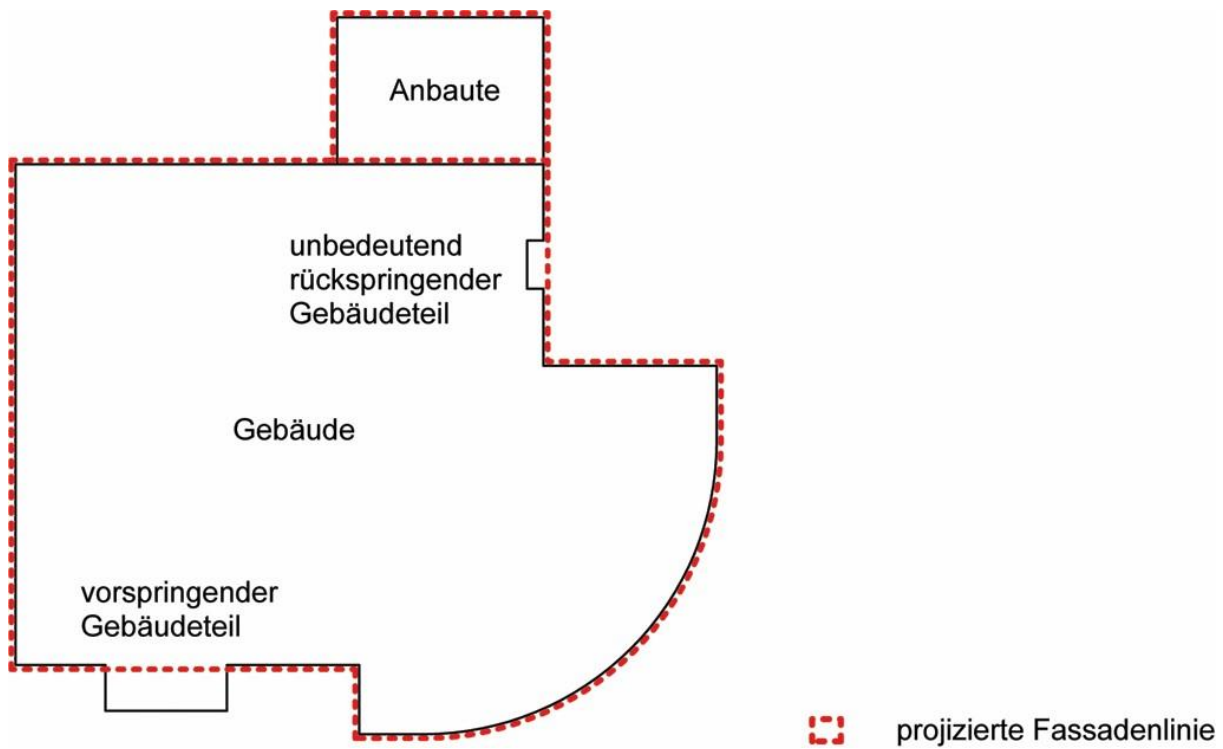 Anbaute
unbedeutend
rückspringender
Gebäudeteil
Gebäude
vorspringender
Gebäudeteil
projizierte Fassadenlinie